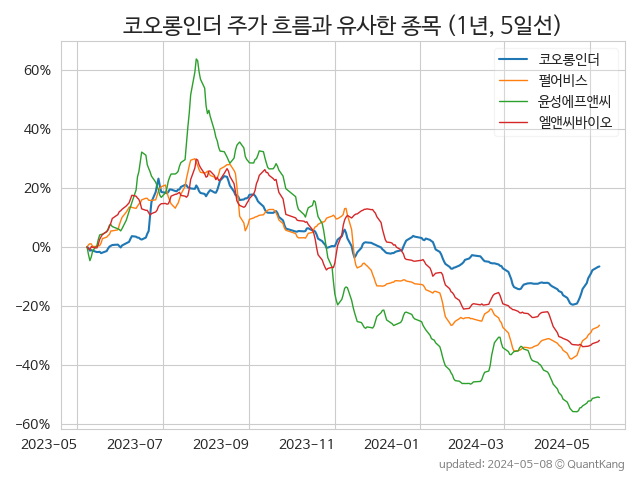 코오롱인더 주가 흐름과 유사한 종목 (1년, 5일선)
코오롱인더
펄어비스
윤성에프앤씨
엘앤씨바이오
60%
40%
20%
0%
−20%
−40%
−60%
2023−05 2023−07 2023−09 2023−11 2024−01 2024−03 2024−05
updated: 2024-05-08 © QuantKang